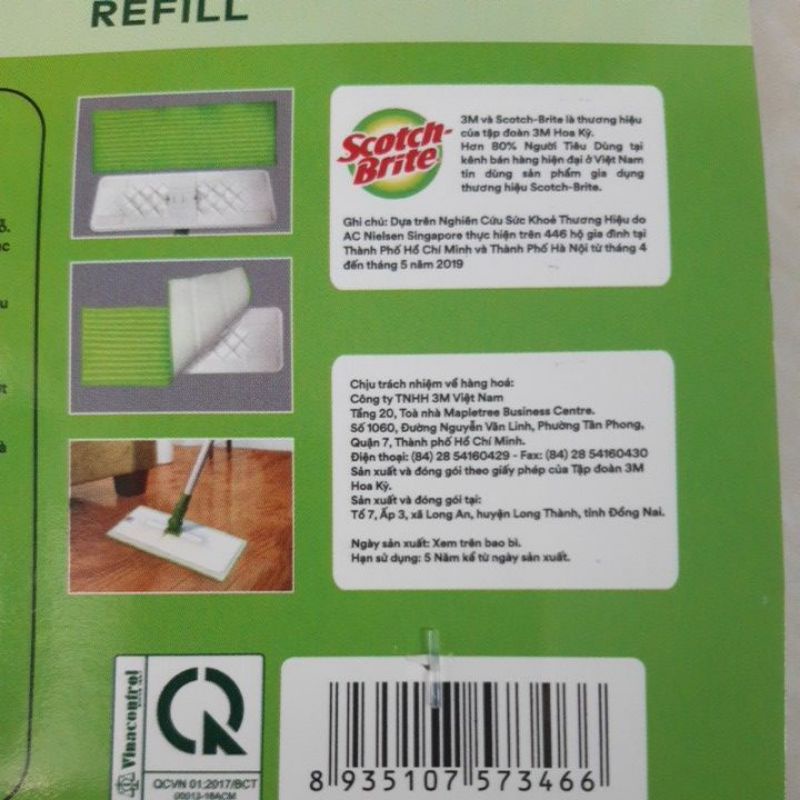 REFILL
Scotch-
Brite
3M và Scotch-Brite là thương hiệu
của tập đoàn 3M Hoa Kỳ.
Hơn 80% Người Tiêu Dùng tại
kênh bán hàng hiện đại ở Việt Nam
tin dùng sản phẩm gia dụng
thương hiệu Scotch-Brite.
Ghi chú: Dựa trên Nghiên Cứu Sức Khoẻ Thương Hiệu do
AC Nielsen Singapore thực hiện trên 446 hộ gia đình tại
Thành Phố Hồ Chí Minh và Thành Phố Hà Nội từ tháng 4
đến tháng 5 năm 2019
Chịu trách nhiệm về hàng hoá:
Công ty TNHH 3M Việt Nam
Tầng 20, Toà nhà Mapletree Business Centre.
Số 1060, Đường Nguyễn Văn Linh, Phường Tân Phong,
Quận 7, Thành phố Hồ Chí Minh.
Điện thoại: (84) 28 54160429 - Fax: (84) 28 54160430
Sản xuất và đóng gói theo giấy phép của Tập đoàn 3M
Hoa Kỳ.
Sản xuất và đóng gói tại:
Tổ 7, Ấp 3, xã Long An, huyện Long Thành, tỉnh Đồng Nai.
Ngày sản xuất: Xem trên bao bì.
Hạn sử dụng: 5 Năm kể từ ngày sản xuất.
Vinacontrol
QCVN 01:2017/BCT
00012-18ACM
8 935107 573466